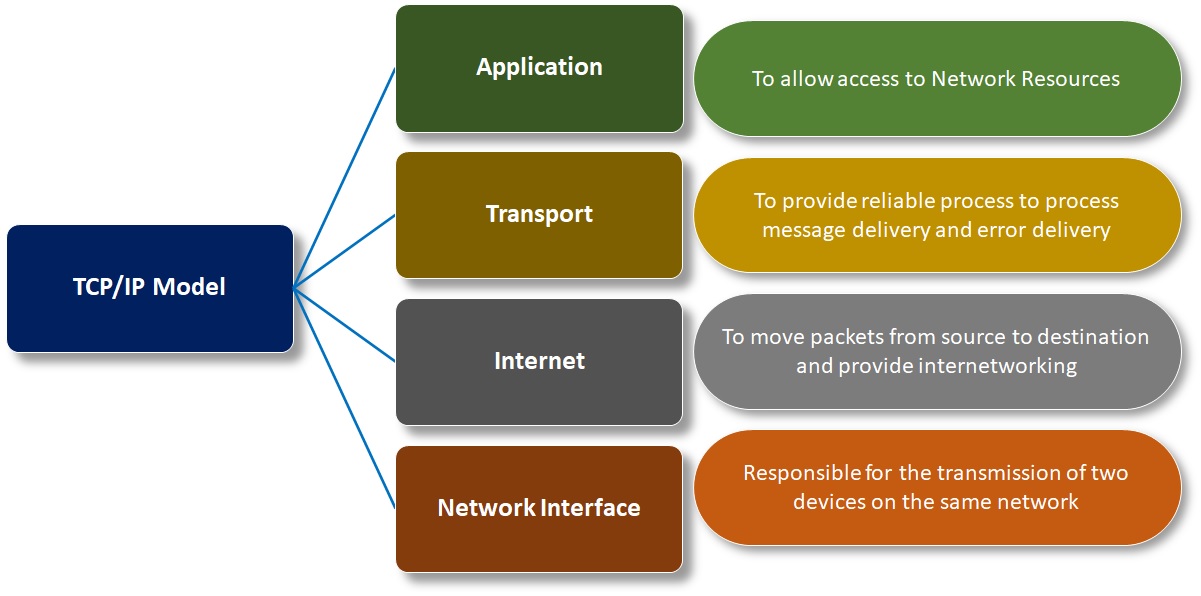 TCP/IP Model
Application
To allow access to Network Resources
Transport
To provide reliable process to process
message delivery and error delivery
Internet
To move packets from source to destination
and provide internetworking
Network Interface
Responsible for the transmission of two
devices on the same network